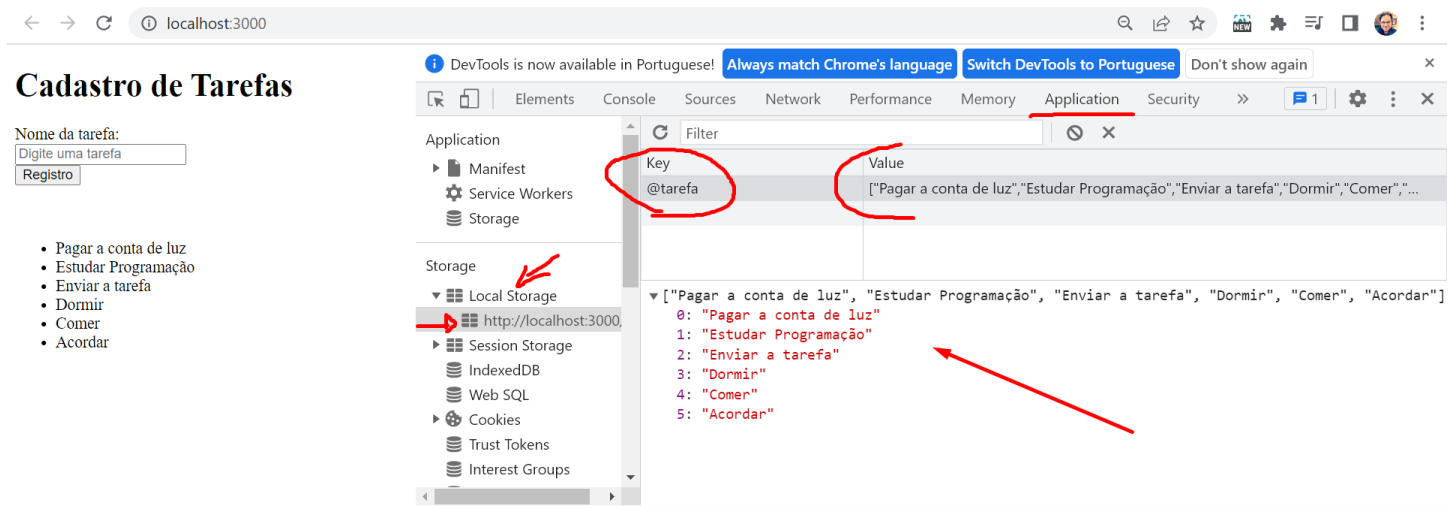 localhost:3000
NEW
Cadastro de Tarefas
Nome da tarefa:
Digite uma tarefa
Registro
Pagar a conta de luz
Estudar Programação
Enviar a tarefa
Dormir
Comer
Acordar
DevTools is now available in Portuguese! Always match Chrome's language Switch DevTools to Portuguese Don't show again
Elements Console Sources Network Performance Memory Application Security 1
Application
Manifest
Service Workers
Storage
Storage
Local Storage
http://localhost:3000
Session Storage
IndexedDB
Web SQL
Cookies
Trust Tokens
Interest Groups
Filter
Key Value
@tarefa ["Pagar a conta de luz","Estudar Programação","Enviar a tarefa","Dormir","Comer","...
["Pagar a conta de luz", "Estudar Programação", "Enviar a tarefa", "Dormir", "Comer", "Acordar"]
0: "Pagar a conta de luz"
1: "Estudar Programação"
2: "Enviar a tarefa"
3: "Dormir"
4: "Comer"
5: "Acordar"